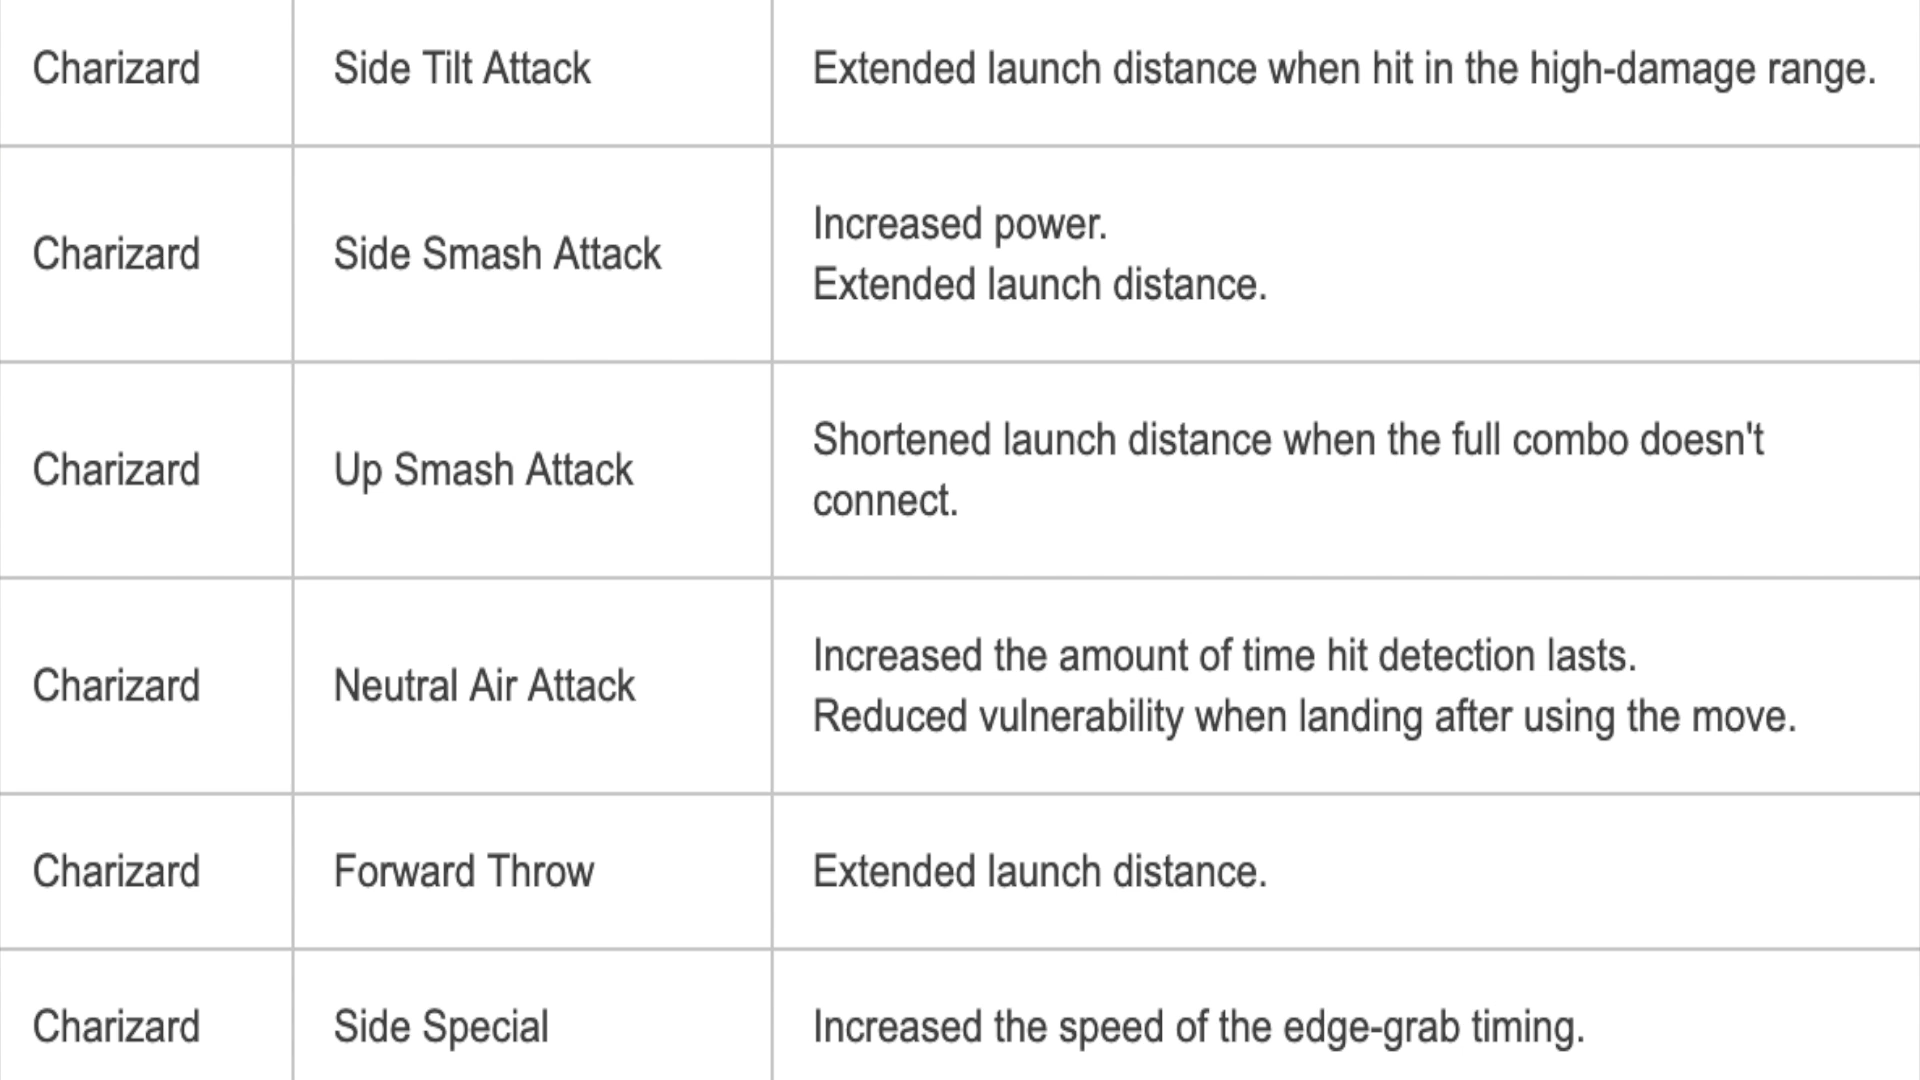 Charizard Side Tilt Attack Extended launch distance when hit in the high-damage range.
Charizard Side Smash Attack Increased power.
Extended launch distance.
Charizard Up Smash Attack Shortened launch distance when the full combo doesn't
connect.
Charizard Neutral Air Attack Increased the amount of time hit detection lasts.
Reduced vulnerability when landing after using the move.
Charizard Forward Throw Extended launch distance.
Charizard Side Special Increased the speed of the edge-grab timing.